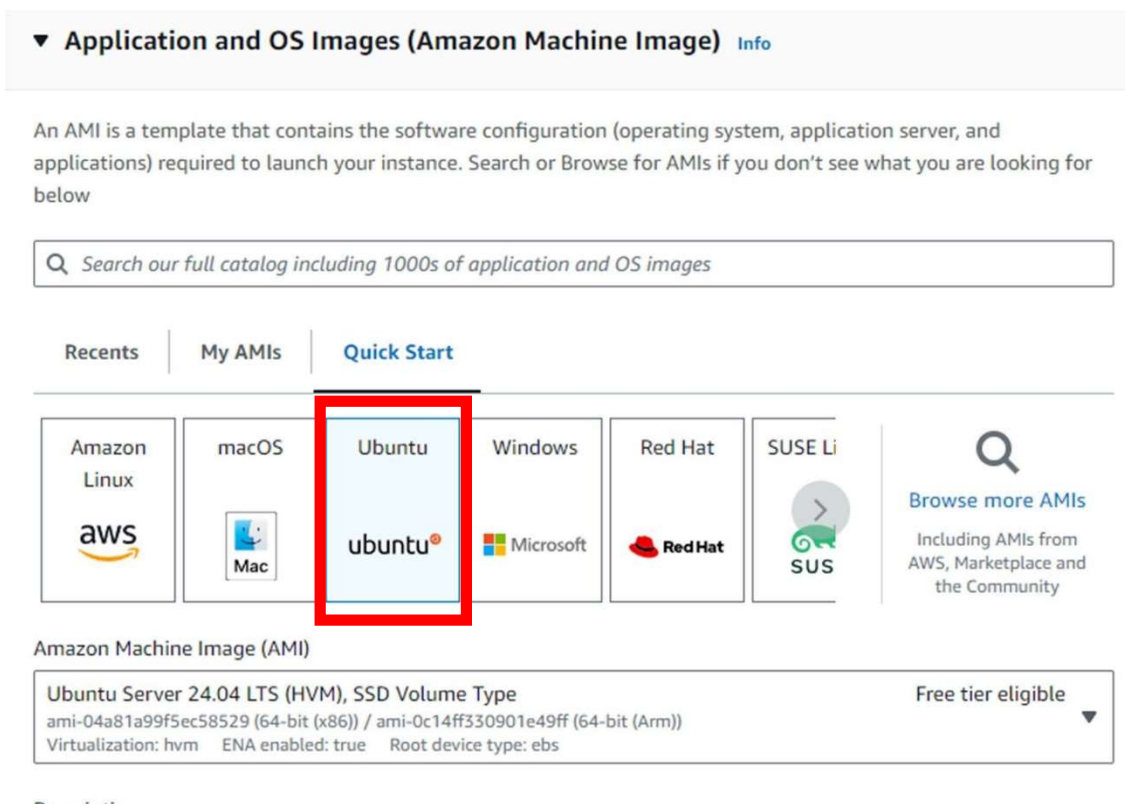 Application and OS Images (Amazon Machine Image) Info
An AMI is a template that contains the software configuration (operating system, application server, and
applications) required to launch your instance. Search or Browse for AMIs if you don't see what you are looking for
below
Search our full catalog including 1000s of application and OS images
Recents My AMIs Quick Start
Amazon
Linux
aws
macOS
Mac
Ubuntu
ubuntu
Windows
Microsoft
Red Hat
Red Hat
SUSE Li
SUS
Browse more AMIs
Including AMIs from
AWS, Marketplace and
the Community
Amazon Machine Image (AMI)
Ubuntu Server 24.04 LTS (HVM), SSD Volume Type Free tier eligible
ami-04a81a99f5ec58529 (64-bit (x86)) / ami-0c14ff330901e49ff (64-bit (Arm))
Virtualization: hvm ENA enabled: true Root device type: ebs